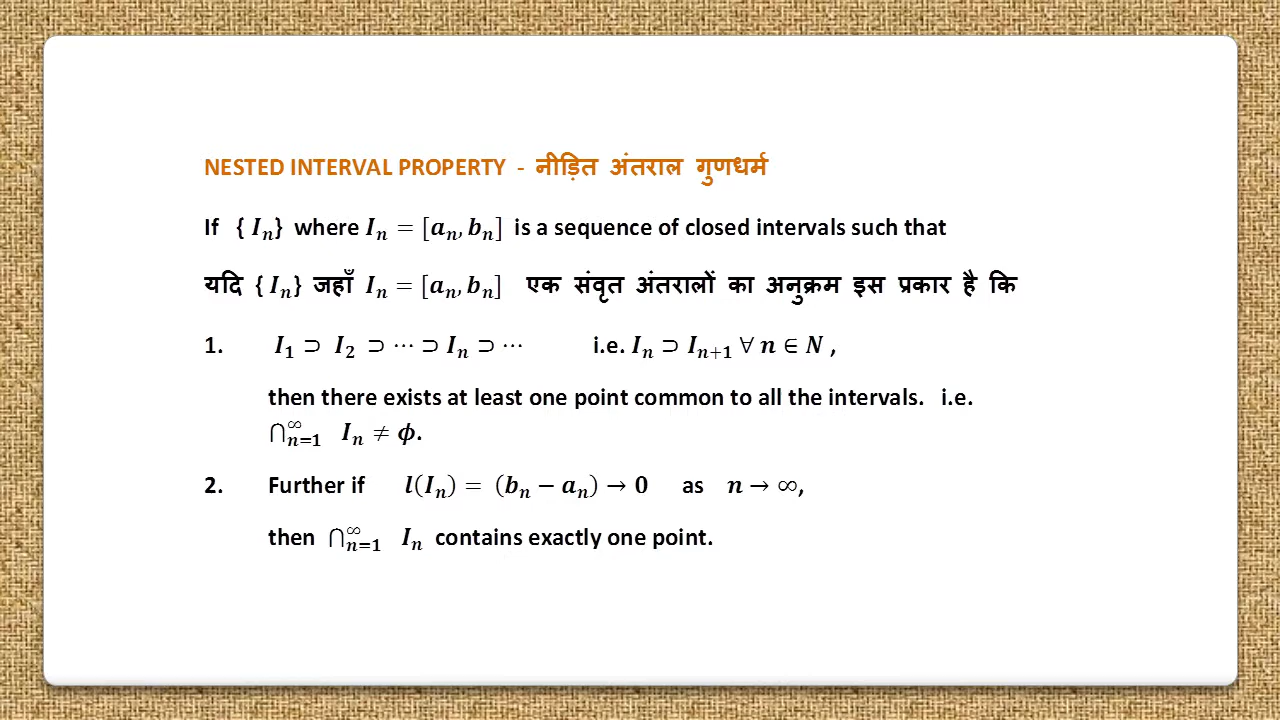 NESTED INTERVAL PROPERTY - नीड़ित अंतराल गुणधर्म
If { Iₙ} where Iₙ = [aₙ, bₙ] is a sequence of closed intervals such that
यदि { Iₙ} जहाँ Iₙ = [aₙ, bₙ] एक संवृत अंतरालों का अनुक्रम इस प्रकार है कि
1. I₁ ⊃ I₂ ⊃ ⋯ ⊃ Iₙ ⊃ ⋯ i.e. Iₙ ⊃ Iₙ₊₁ ∀ n ∈ N ,
then there exists at least one point common to all the intervals. i.e.
⋂_{n=1}^{∞} Iₙ ≠ ϕ.
2. Further if l(Iₙ) = (bₙ − aₙ) → 0 as n → ∞,
then ⋂_{n=1}^{∞} Iₙ contains exactly one point.